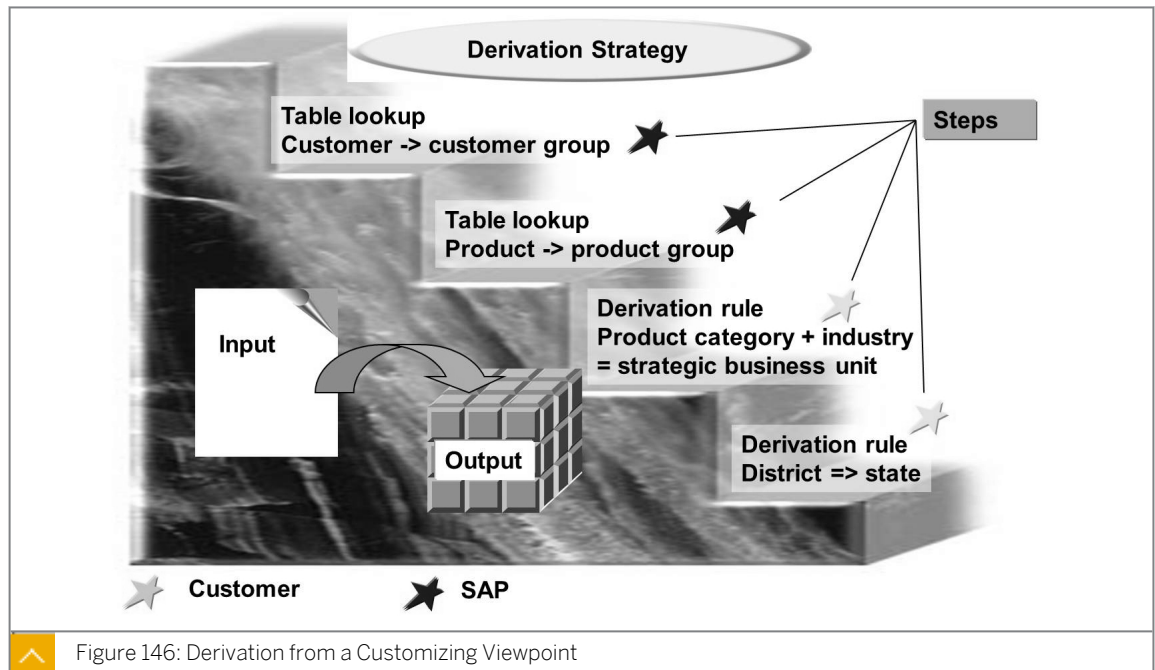 Derivation Strategy
Table lookup
Customer -> customer group
Steps
Table lookup
Product -> product group
Derivation rule
Product category + industry
= strategic business unit
Input
Output
Derivation rule
District => state
Customer
SAP
Figure 146: Derivation from a Customizing Viewpoint